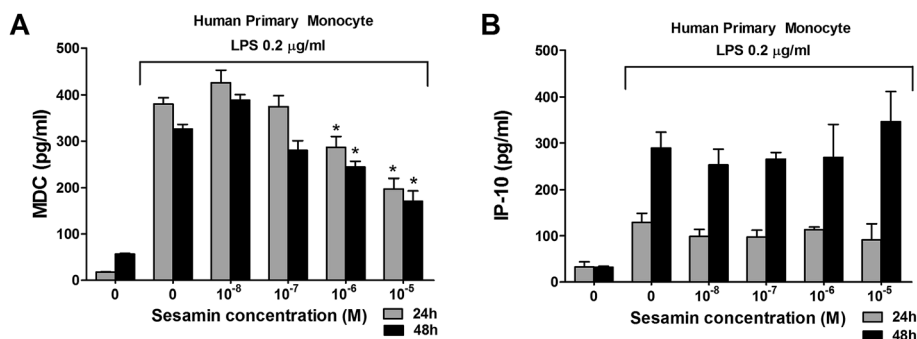 A
Human Primary Monocyte
LPS 0.2 μg/ml
MDC (pg/ml)
500
400
300
200
100
0
* * * *
0 0 10⁻⁸ 10⁻⁷ 10⁻⁶ 10⁻⁵
Sesamin concentration (M)
24h
48h
B
Human Primary Monocyte
LPS 0.2 μg/ml
IP-10 (pg/ml)
500
400
300
200
100
0
0 0 10⁻⁸ 10⁻⁷ 10⁻⁶ 10⁻⁵
Sesamin concentration (M)
24h
48h